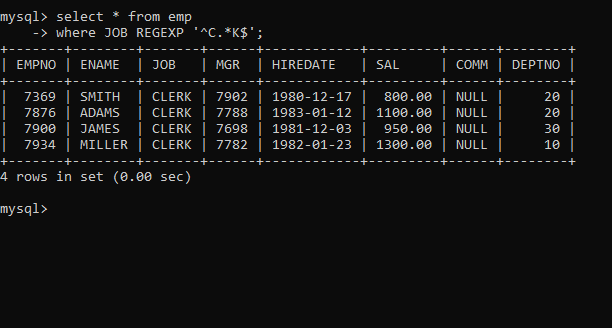 mysql> select * from emp
    -> where JOB REGEXP '^C.*K$';
+-------+--------+-------+------+------------+---------+------+--------+
| EMPNO | ENAME  | JOB   | MGR  | HIREDATE   | SAL     | COMM | DEPTNO |
+-------+--------+-------+------+------------+---------+------+--------+
|  7369 | SMITH  | CLERK | 7902 | 1980-12-17 |  800.00 | NULL |     20 |
|  7876 | ADAMS  | CLERK | 7788 | 1983-01-12 | 1100.00 | NULL |     20 |
|  7900 | JAMES  | CLERK | 7698 | 1981-12-03 |  950.00 | NULL |     30 |
|  7934 | MILLER | CLERK | 7782 | 1982-01-23 | 1300.00 | NULL |     10 |
+-------+--------+-------+------+------------+---------+------+--------+
4 rows in set (0.00 sec)
mysql>